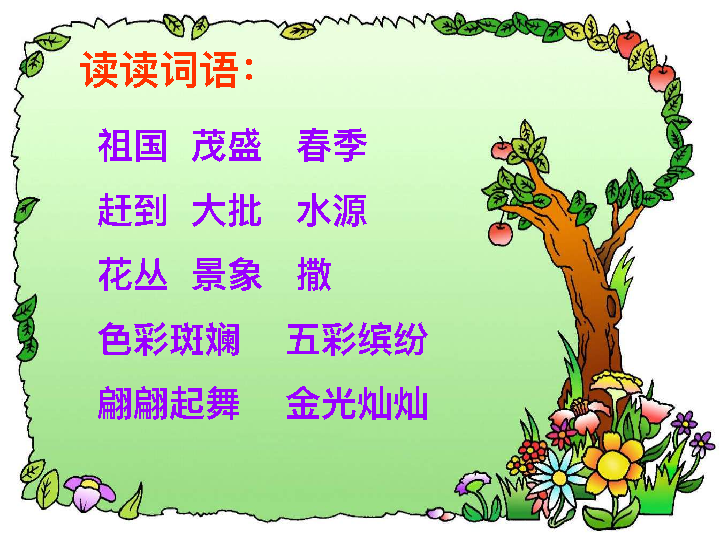 读读词语：
祖国 茂盛 春季
赶到 大批 水源
花丛 景象 撒
色彩斑斓 五彩缤纷
翩翩起舞 金光灿灿